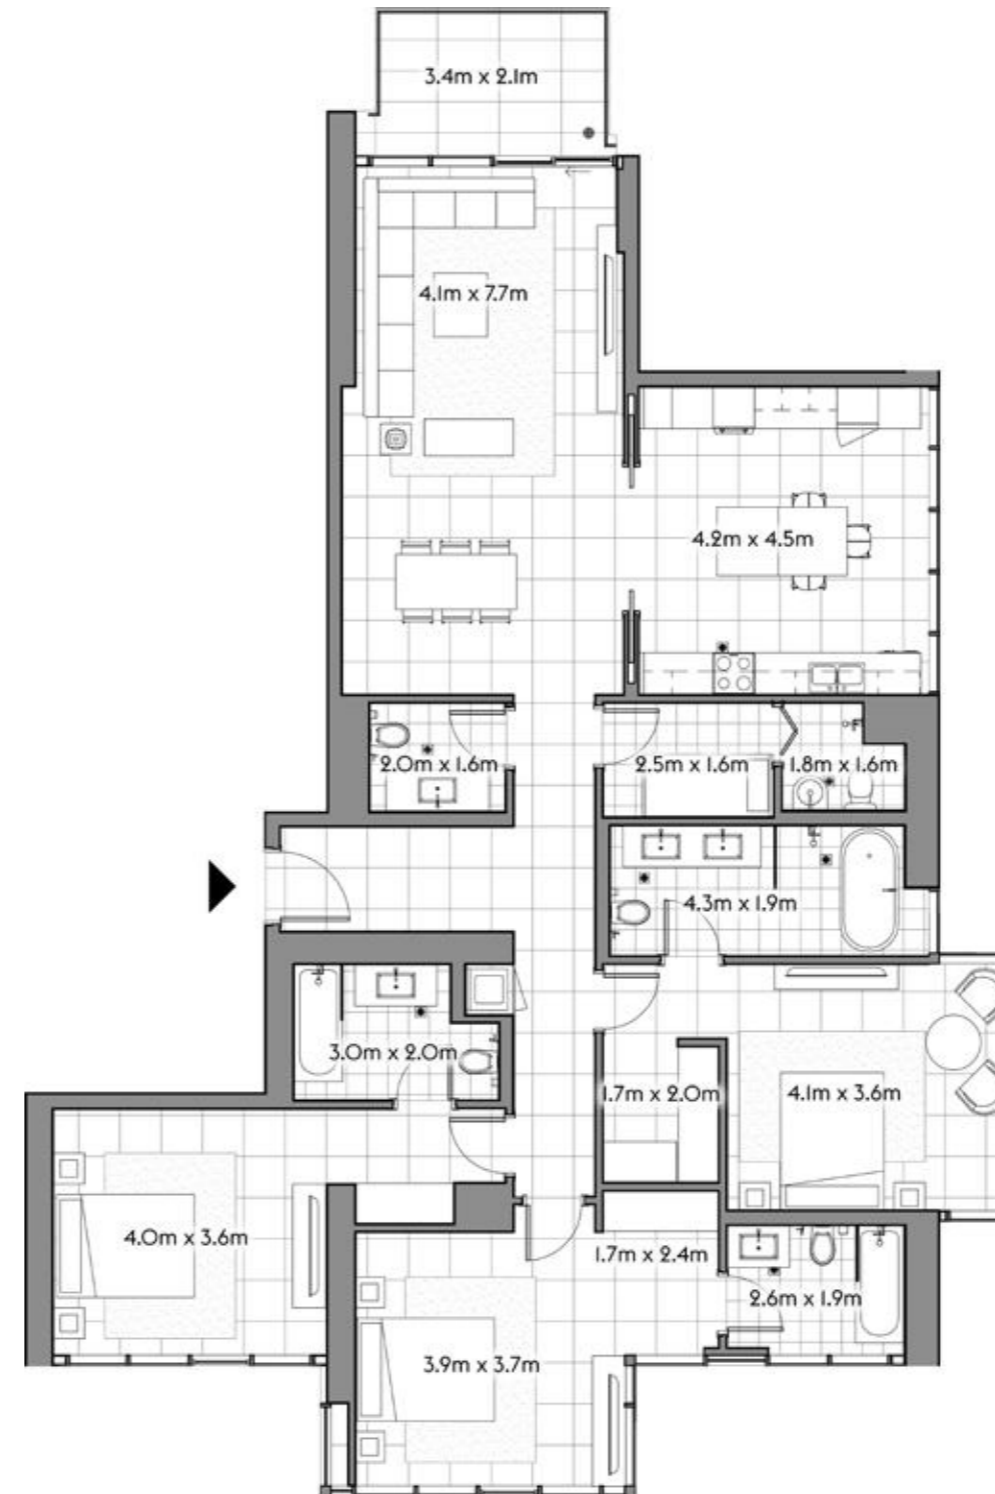 3.4m x 2.1m
4.1m x 7.7m
4.2m x 4.5m
2.0m x 1.6m
2.5m x 1.6m
1.8m x 1.6m
4.3m x 1.9m
3.0m x 2.0m
1.7m x 2.0m
4.1m x 3.6m
4.0m x 3.6m
1.7m x 2.4m
2.6m x 1.9m
3.9m x 3.7m